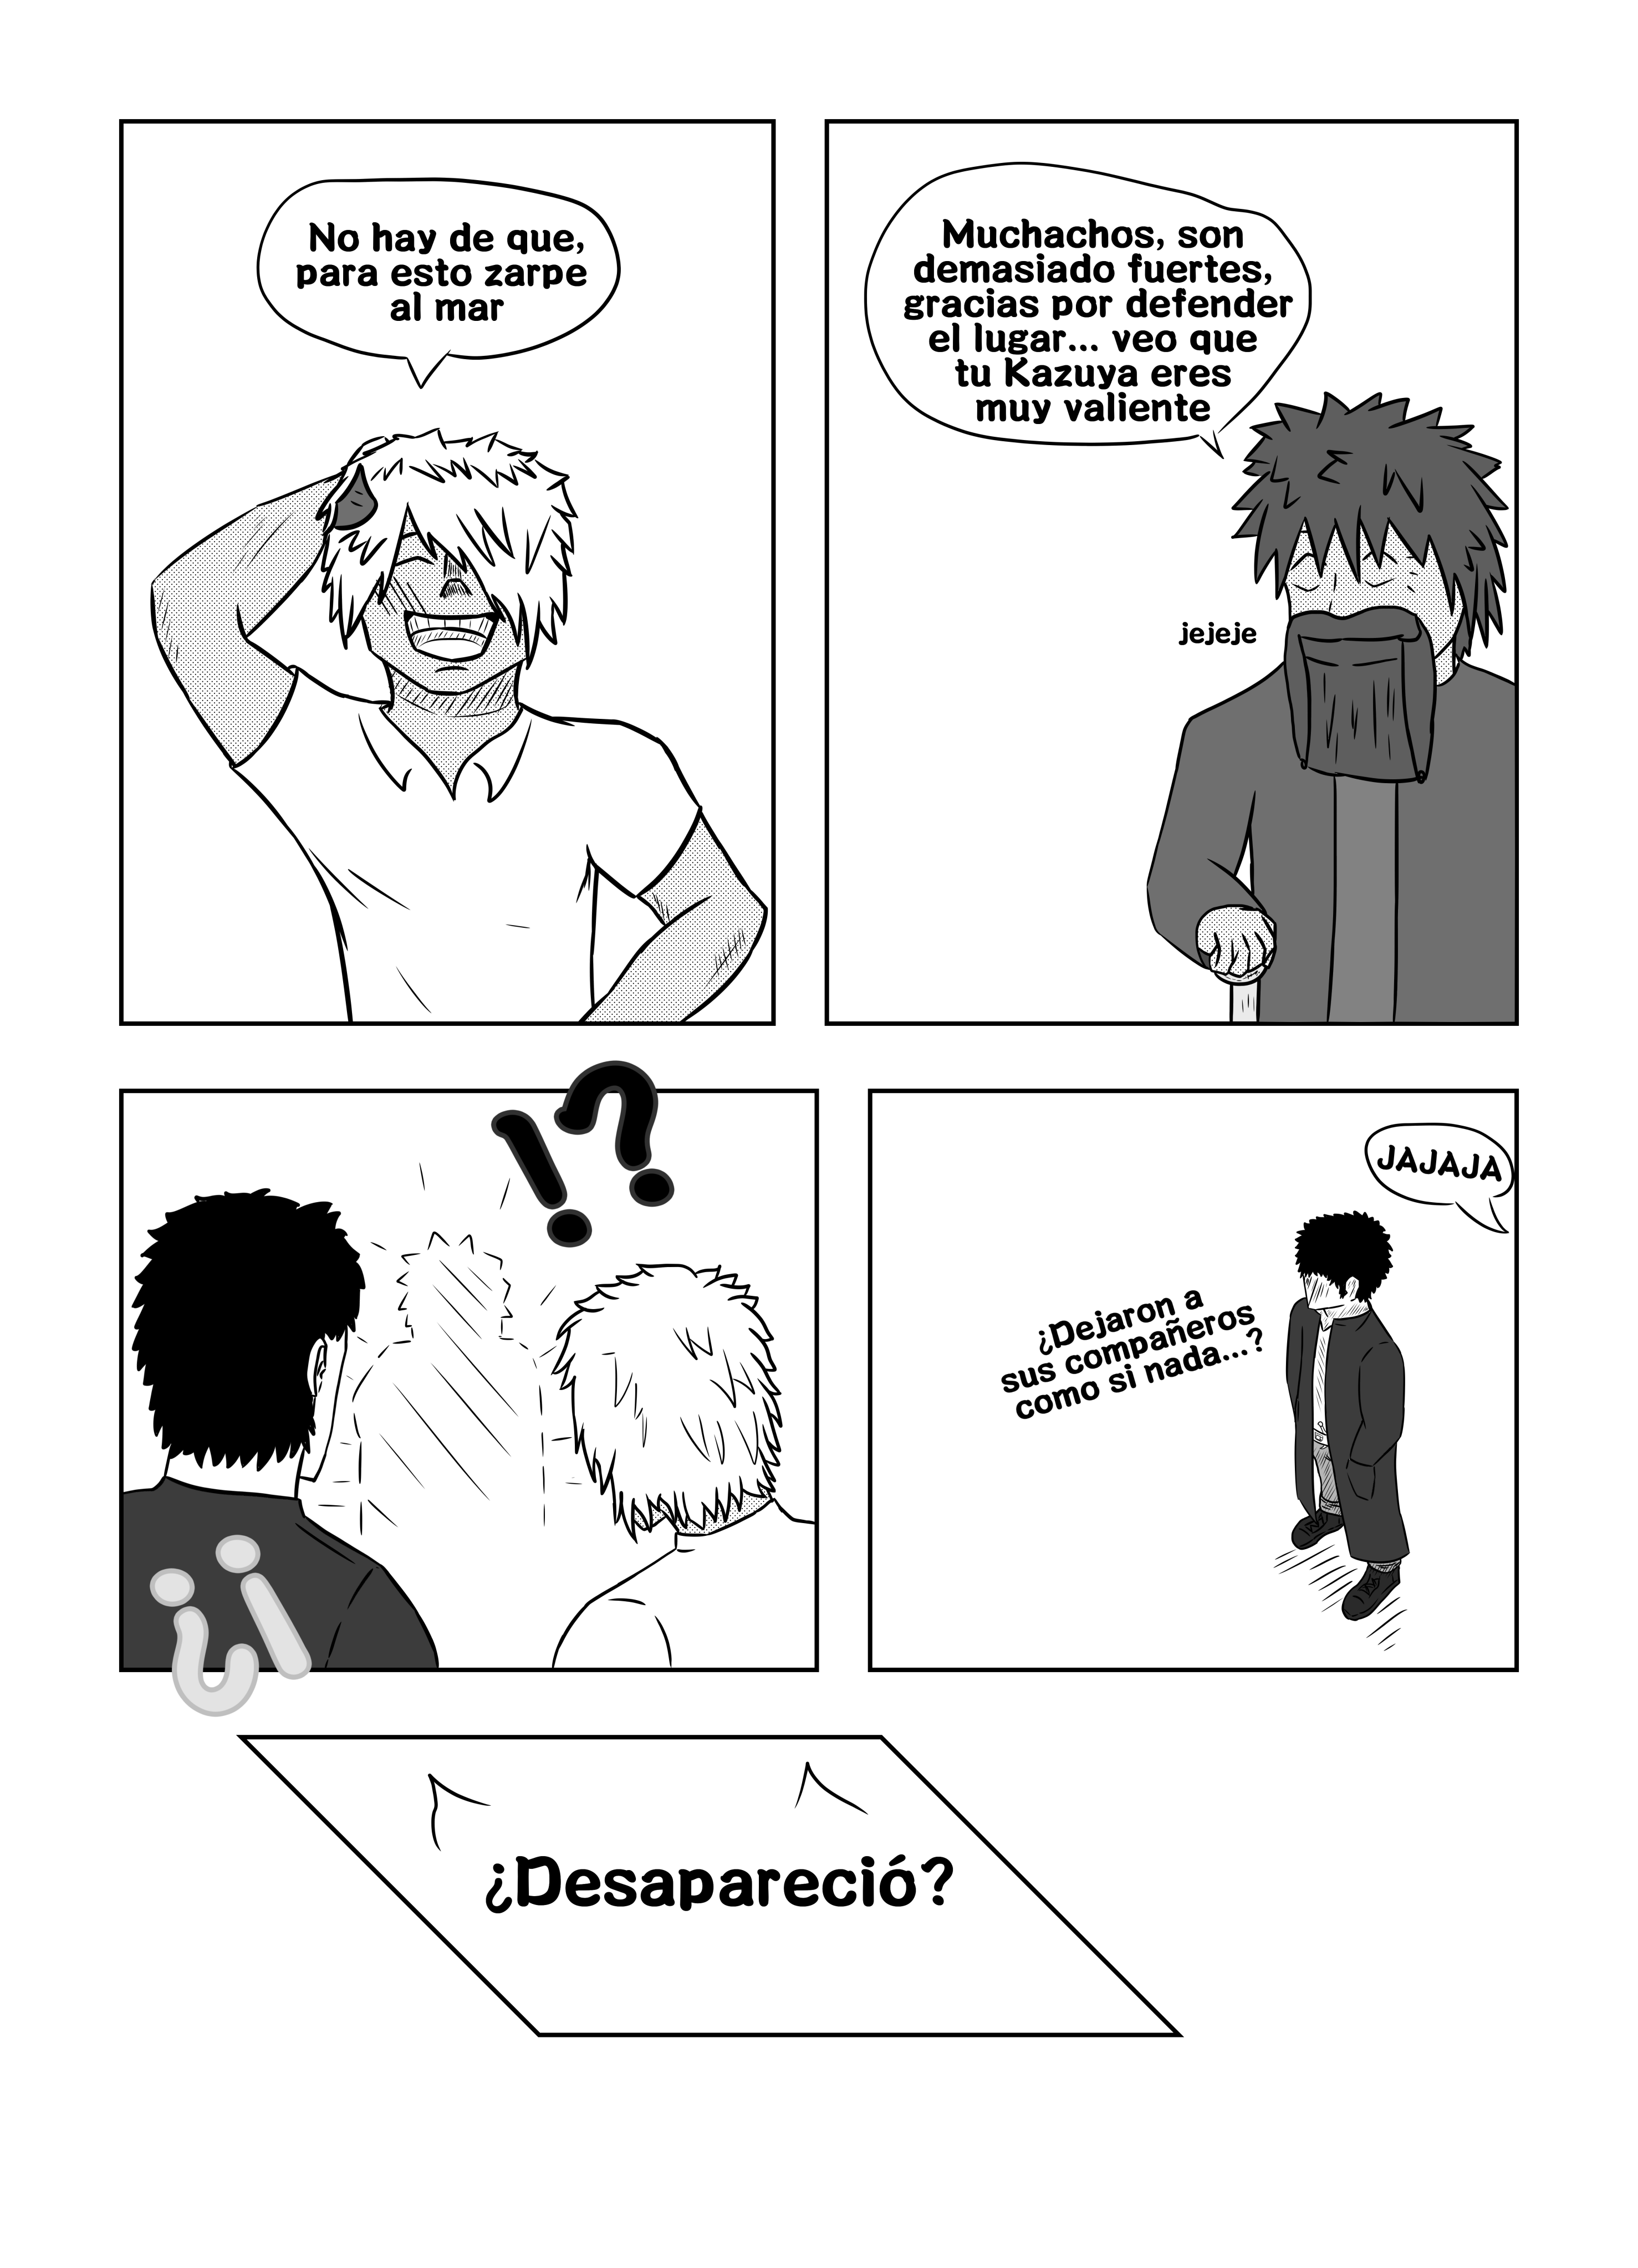 Muchachos, son
demasiado fuertes,
gracias por defender
el lugar... veo que
tu Kazuya eres
muy valiente
jejeje
No hay de que,
para esto zarpe
al mar
JAJAJA
¿Dejaron a
sus compañeros
como si nada...?
¿¡
!?
¿Desapareció?